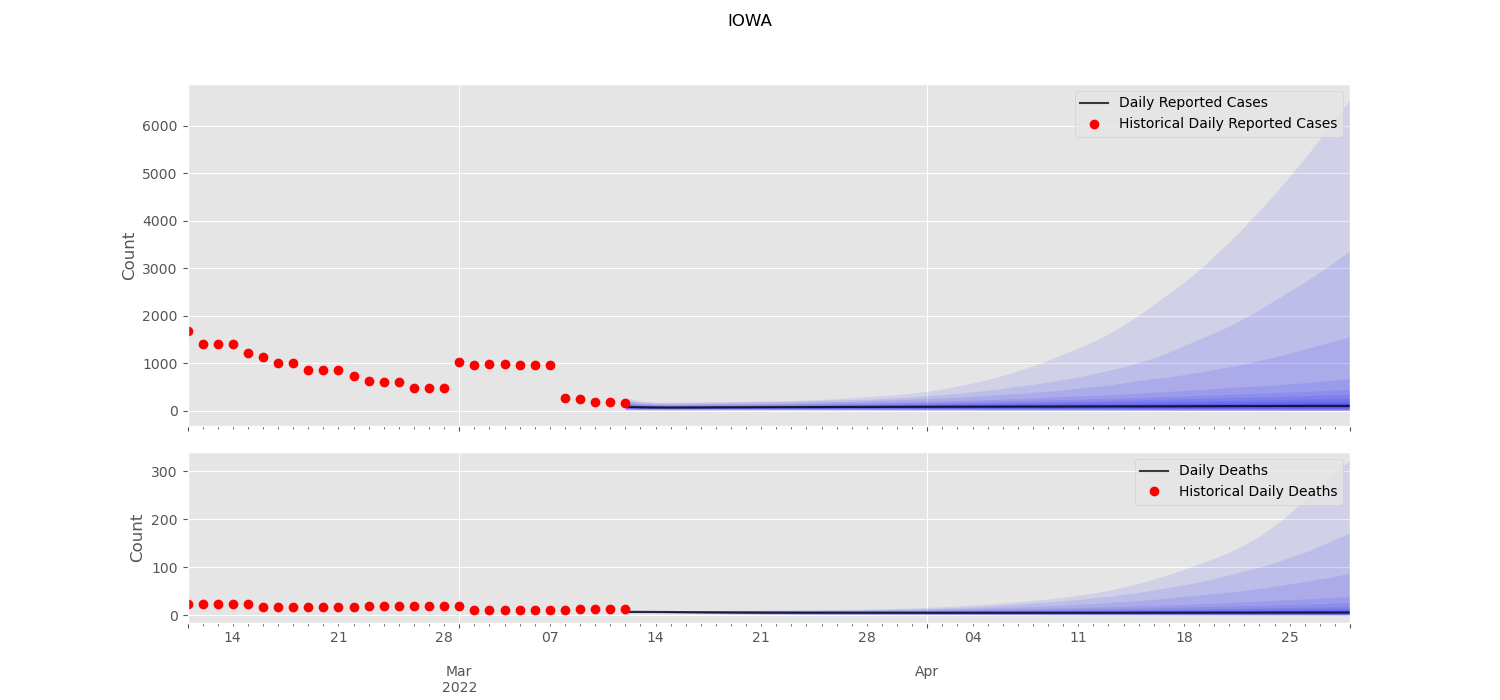 IOWA
Daily Reported Cases
Historical Daily Reported Cases
6000
5000
4000
3000
2000
1000
0
Count
Daily Deaths
Historical Daily Deaths
300
200
100
0
Count
14 21 28 07 14 21 28 04 11 18 25
Mar Apr
2022